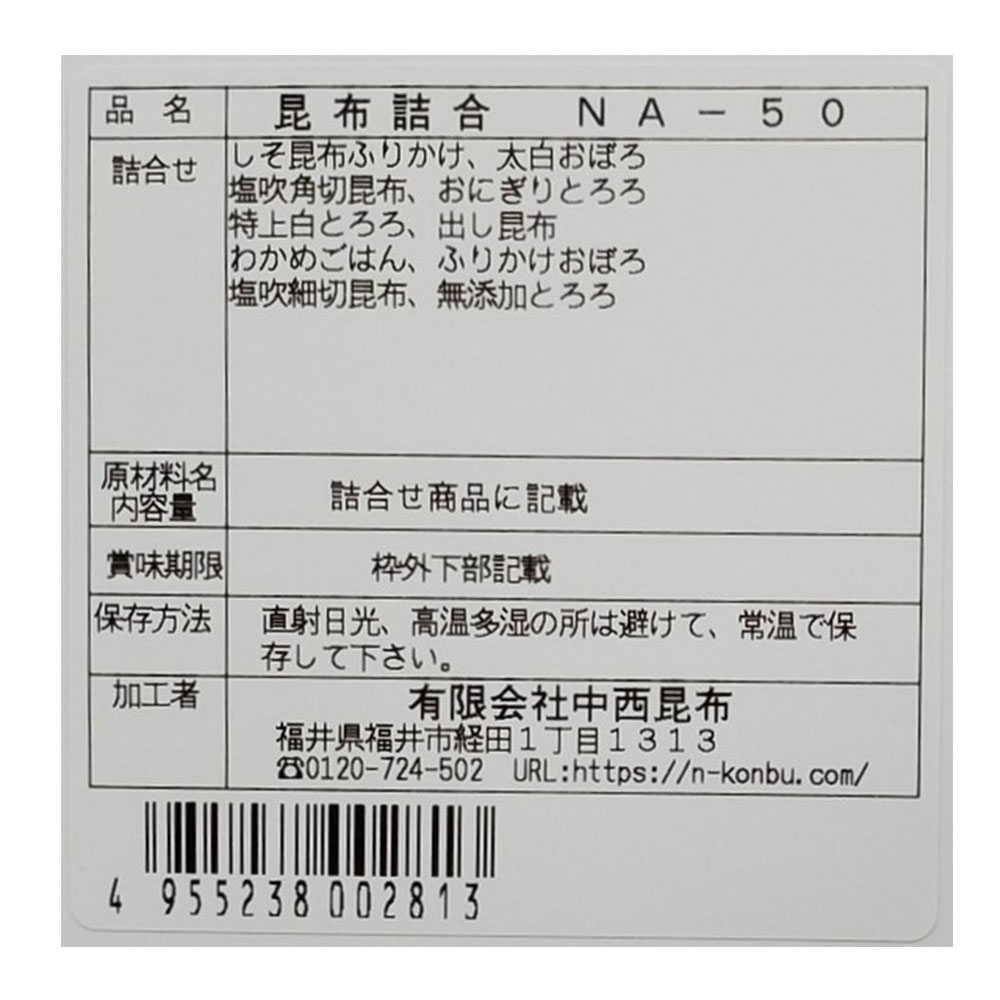 品名 昆布詰合 NA-50
詰合せ しそ昆布ふりかけ、太白おぼろ
塩吹角切昆布、おにぎりとろろ
特上白とろろ、出し昆布
わかめごはん、ふりかけおぼろ
塩吹細切昆布、無添加とろろ
原材料名
内容量 詰合せ商品に記載
賞味期限 枠外下部記載
保存方法 直射日光、高温多湿の所は避けて、常温で保
存して下さい。
加工者 有限会社中西昆布
福井県福井市経田1丁目1313
☎0120-724-502 URL:https://n-konbu.com/
4 955238 002813